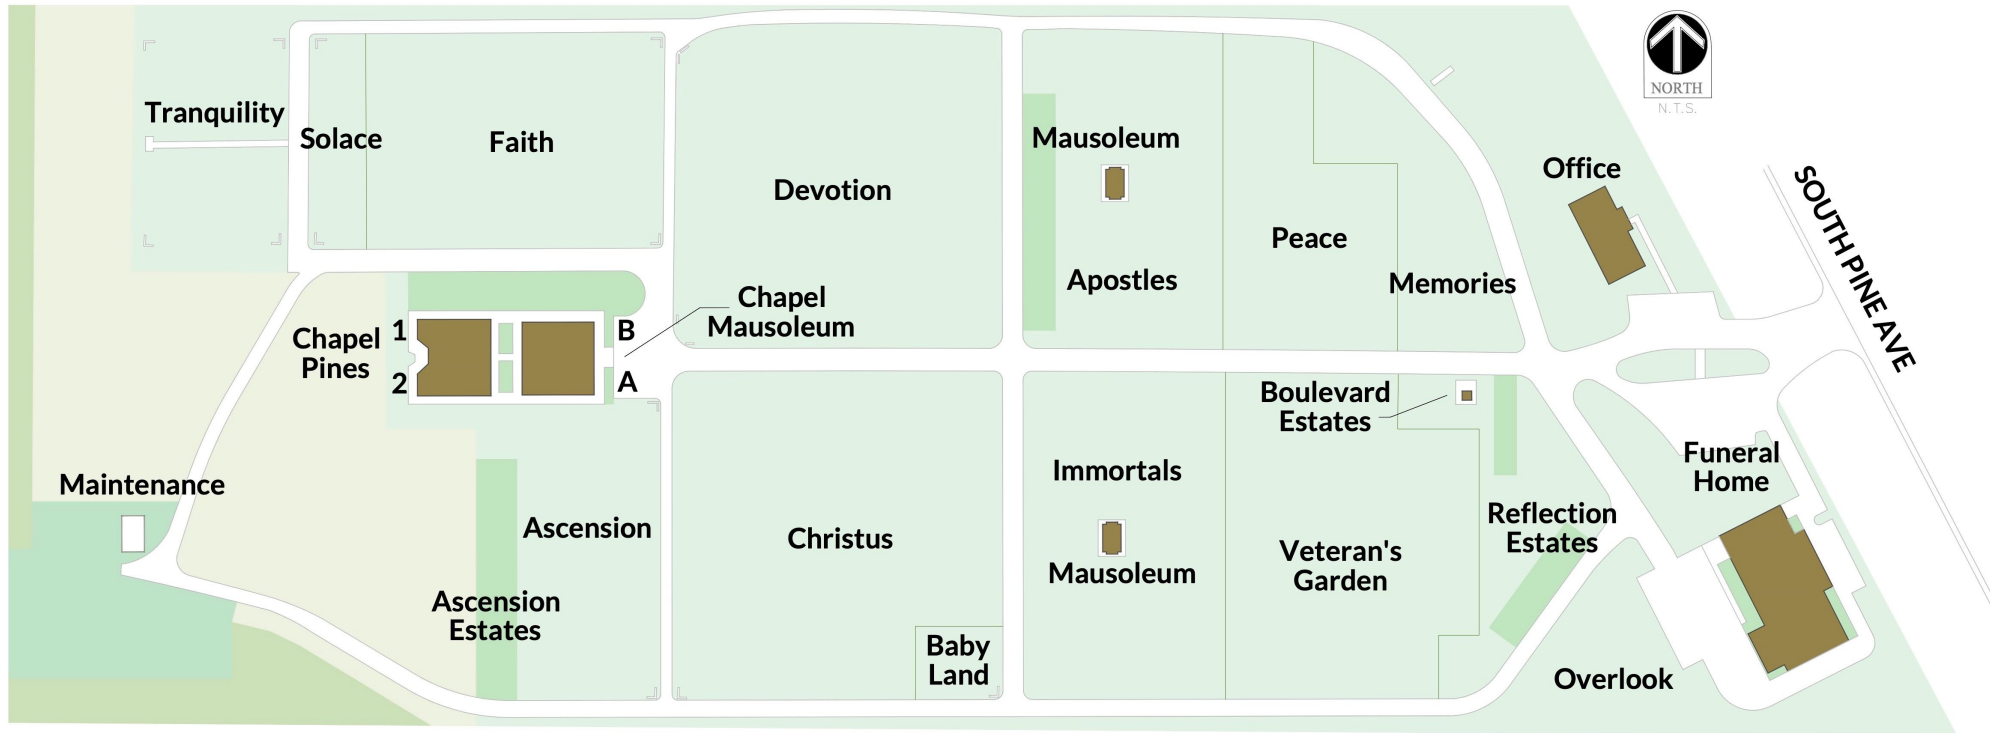 NORTH
N.T.S.
Tranquility
Solace
Faith
Devotion
Mausoleum
Apostles
Peace
Memories
Office
SOUTH PINE AVE
Chapel
Mausoleum
Chapel
Pines
1
2
B
A
Boulevard
Estates
Maintenance
Ascension
Ascension
Estates
Christus
Baby
Land
Immortals
Mausoleum
Veteran's
Garden
Reflection
Estates
Funeral
Home
Overlook